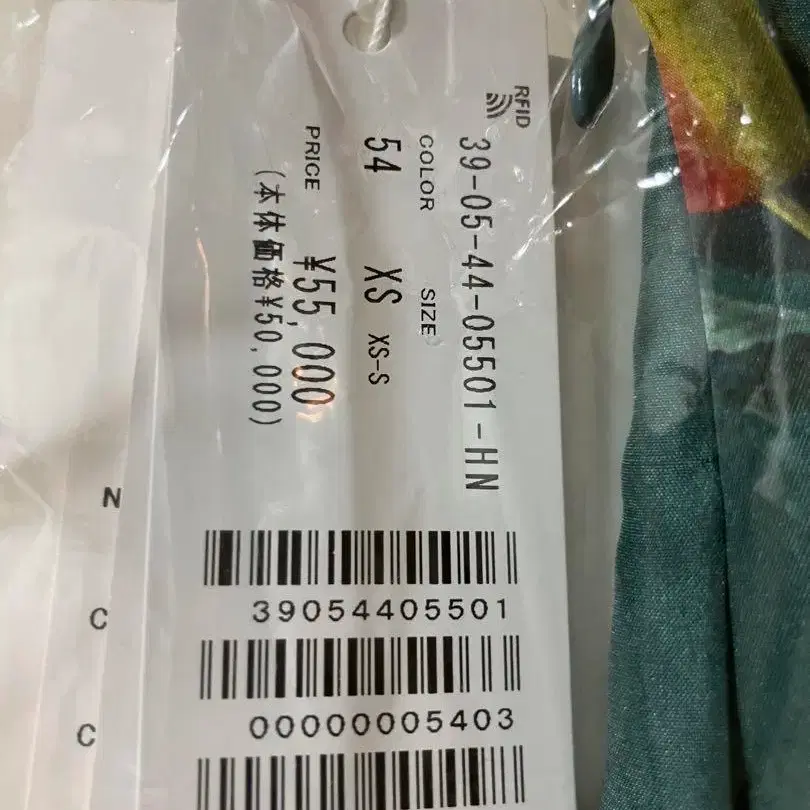 RFID
39-05-44-05501-HN
COLOR SIZE
54 XS XS-S
PRICE ¥55,000
(本体価格¥50,000)
39054405501
00000005403
N
C
C